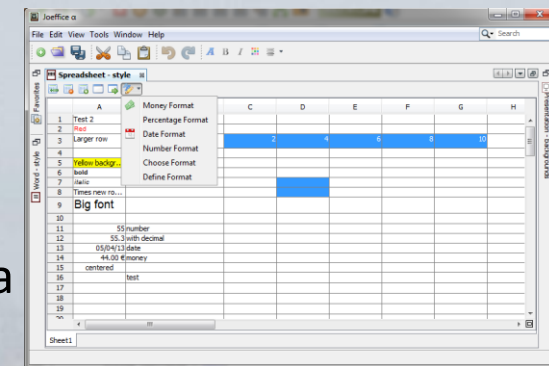 Joeffice α
File Edit View Tools Window Help
Search
Spreadsheet - style
Favorites
Word - style
Presentation - backgrounds
Money Format
Percentage Format
Date Format
Number Format
Choose Format
Define Format
A C D E F G H
1 Test 2
2 Red
3 Larger row 2 4 6 8 10
4
5 Yellow backgr...
6 bold
7 Italic
8 Times new ro...
9 Big font
10
11 55 number
12 55.3 with decimal
13 05/04/13 date
14 44.00 € money
15 centered
16 test
17
18
19
20
Sheet1
a